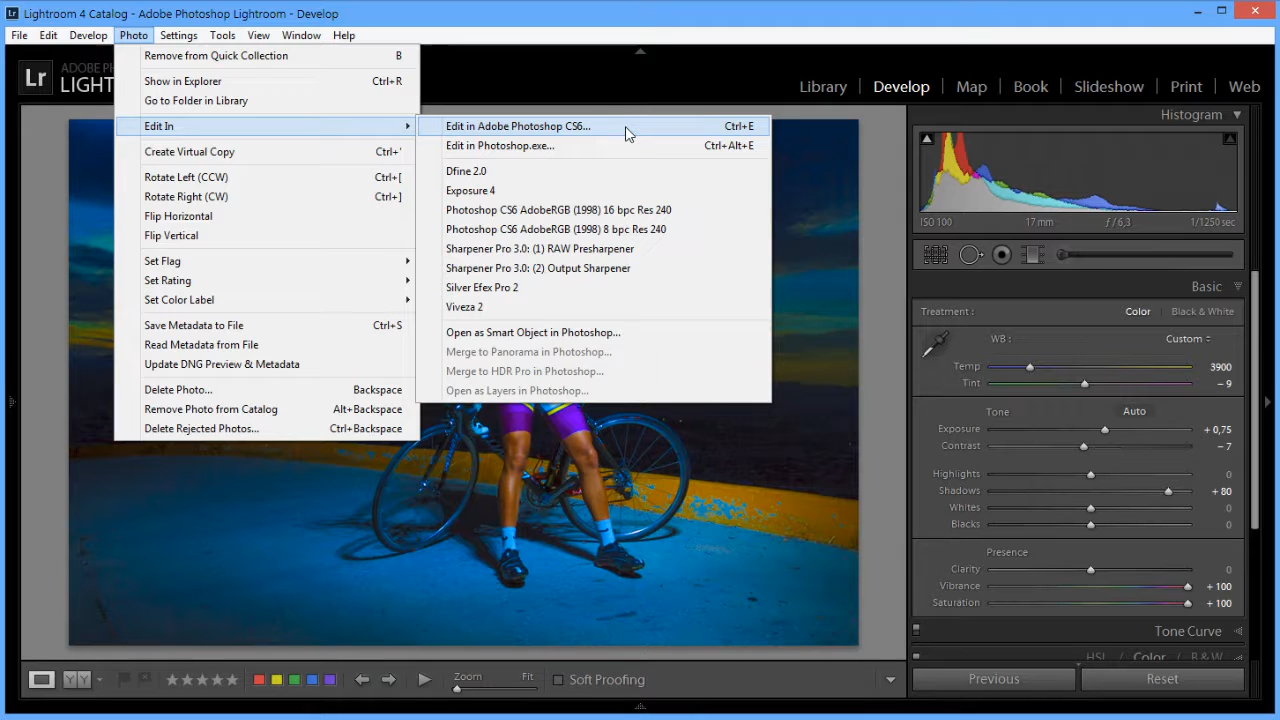 Lr Lightroom 4 Catalog - Adobe Photoshop Lightroom - Develop
File Edit Develop Photo Settings Tools View Window Help
Lr ADOBE
LIGHT
Library | Develop | Map | Book | Slideshow | Print | Web
Remove from Quick Collection B
Show in Explorer Ctrl+R
Go to Folder in Library
Edit In
Create Virtual Copy Ctrl+'
Rotate Left (CCW) Ctrl+[
Rotate Right (CW) Ctrl+]
Flip Horizontal
Flip Vertical
Set Flag
Set Rating
Set Color Label
Save Metadata to File Ctrl+S
Read Metadata from File
Update DNG Preview & Metadata
Delete Photo... Backspace
Remove Photo from Catalog Alt+Backspace
Delete Rejected Photos... Ctrl+Backspace
Edit in Adobe Photoshop CS6... Ctrl+E
Edit in Photoshop.exe... Ctrl+Alt+E
Dfine 2.0
Exposure 4
Photoshop CS6 AdobeRGB (1998) 16 bpc Res 240
Photoshop CS6 AdobeRGB (1998) 8 bpc Res 240
Sharpener Pro 3.0: (1) RAW Presharpener
Sharpener Pro 3.0: (2) Output Sharpener
Silver Efex Pro 2
Viveza 2
Open as Smart Object in Photoshop...
Merge to Panorama in Photoshop...
Merge to HDR Pro in Photoshop...
Open as Layers in Photoshop...
Histogram
ISO 100 17 mm ƒ / 6,3 1/1250 sec
Basic
Treatment : Color | Black & White
WB : Custom
Temp 3900
Tint – 9
Tone Auto
Exposure + 0,75
Contrast – 7
Highlights 0
Shadows + 80
Whites 0
Blacks 0
Presence
Clarity 0
Vibrance + 100
Saturation + 100
Tone Curve
HSL / Color / B & W
Y Y Zoom Fit Soft Proofing
Previous Reset